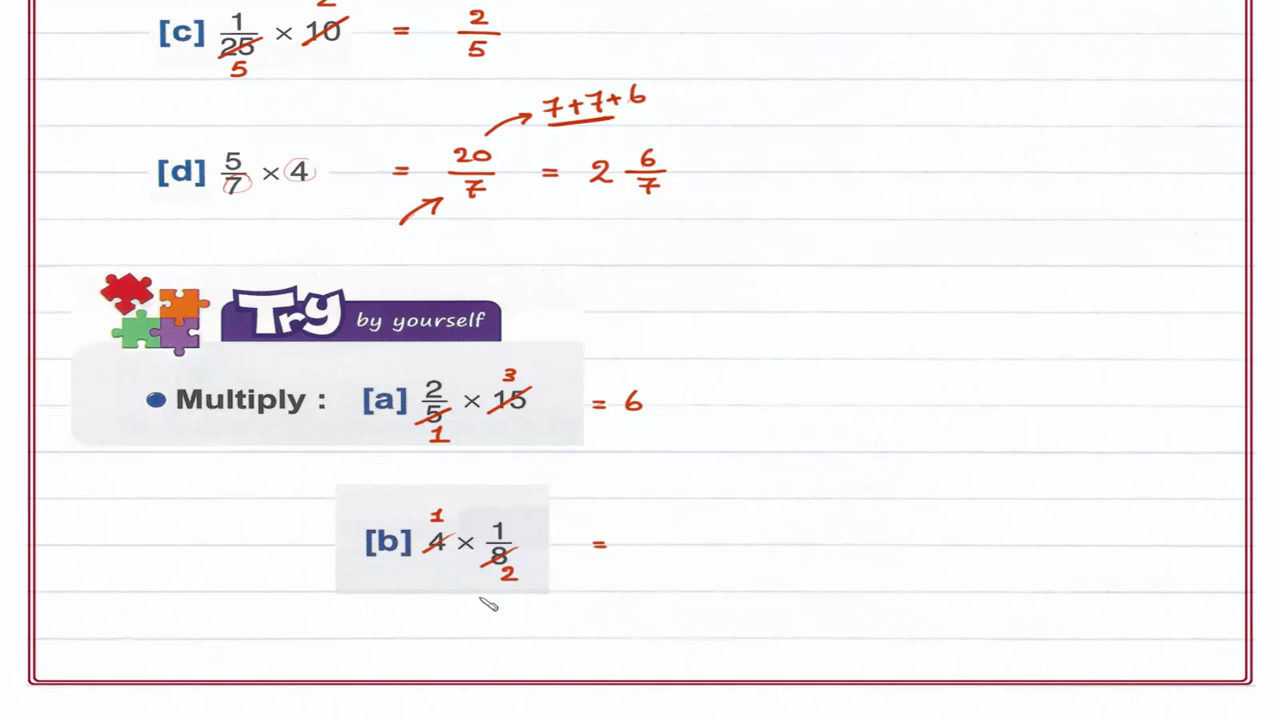 2
[c] 1/25 × 10 = 2/5
5
7+7+6
[d] 5/7 × 4 = 20/7 = 2 6/7
Try by yourself
3
• Multiply : [a] 2/5 × 15 = 6
1
1
[b] 4 × 1/8 =
2